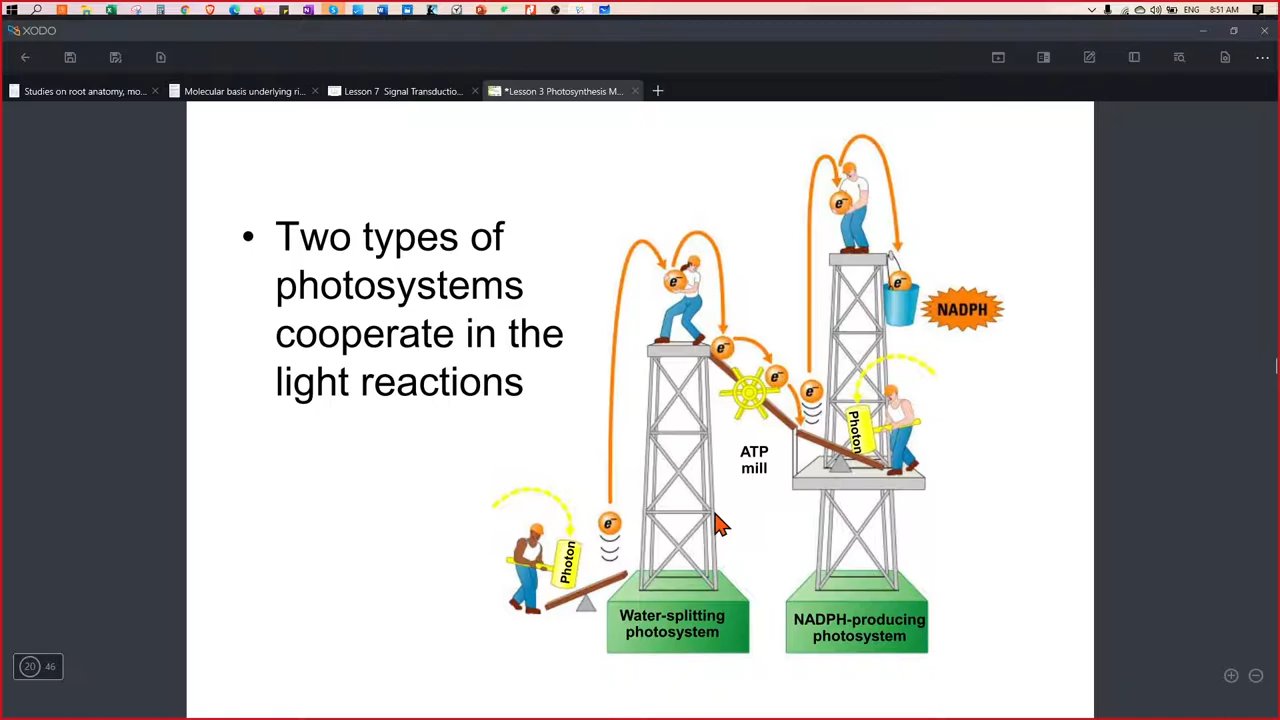 ENG 8:51 AM
XODO
Studies on root anatomy, mo...
Molecular basis underlying ri...
Lesson 7 Signal Transductio...
*Lesson 3 Photosynthesis M...
• Two types of
photosystems
cooperate in the
light reactions
e⁻
e⁻
e⁻
NADPH
e⁻
e⁻
e⁻
Photon
ATP
mill
e⁻
Photon
Water-splitting
photosystem
NADPH-producing
photosystem
20 46